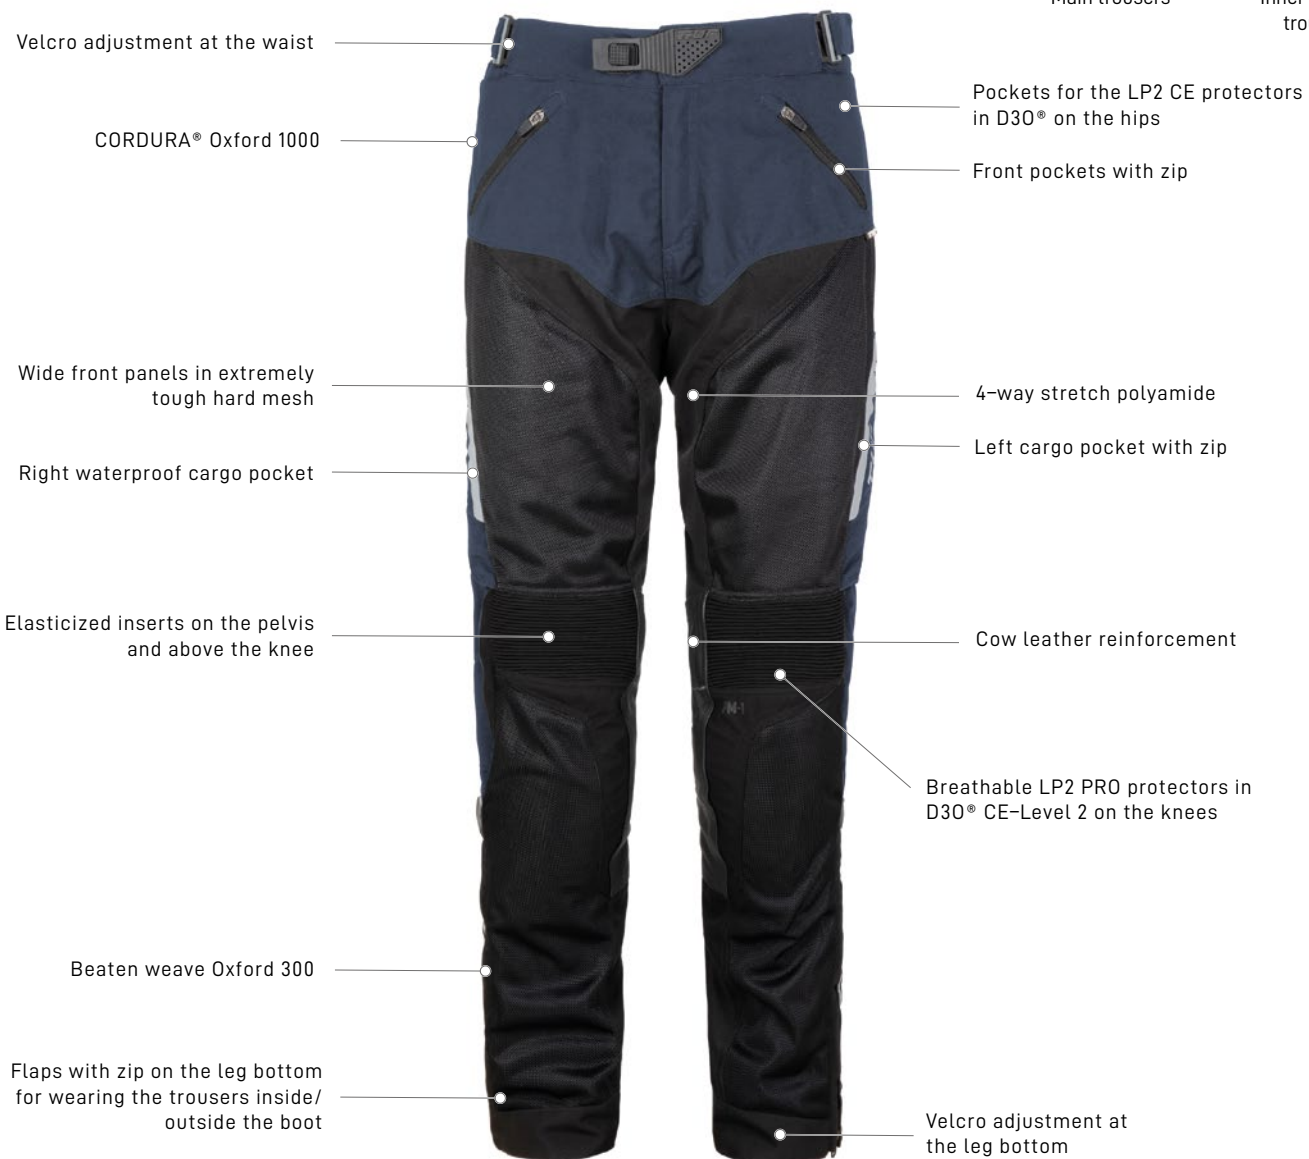 Main trousers
Inner
tro
Velcro adjustment at the waist
CORDURA® Oxford 1000
Pockets for the LP2 CE protectors
in D3O® on the hips
Front pockets with zip
Wide front panels in extremely
tough hard mesh
Right waterproof cargo pocket
4-way stretch polyamide
Left cargo pocket with zip
Elasticized inserts on the pelvis
and above the knee
Cow leather reinforcement
Breathable LP2 PRO protectors in
D3O® CE-Level 2 on the knees
Beaten weave Oxford 300
Flaps with zip on the leg bottom
for wearing the trousers inside/
outside the boot
Velcro adjustment at
the leg bottom